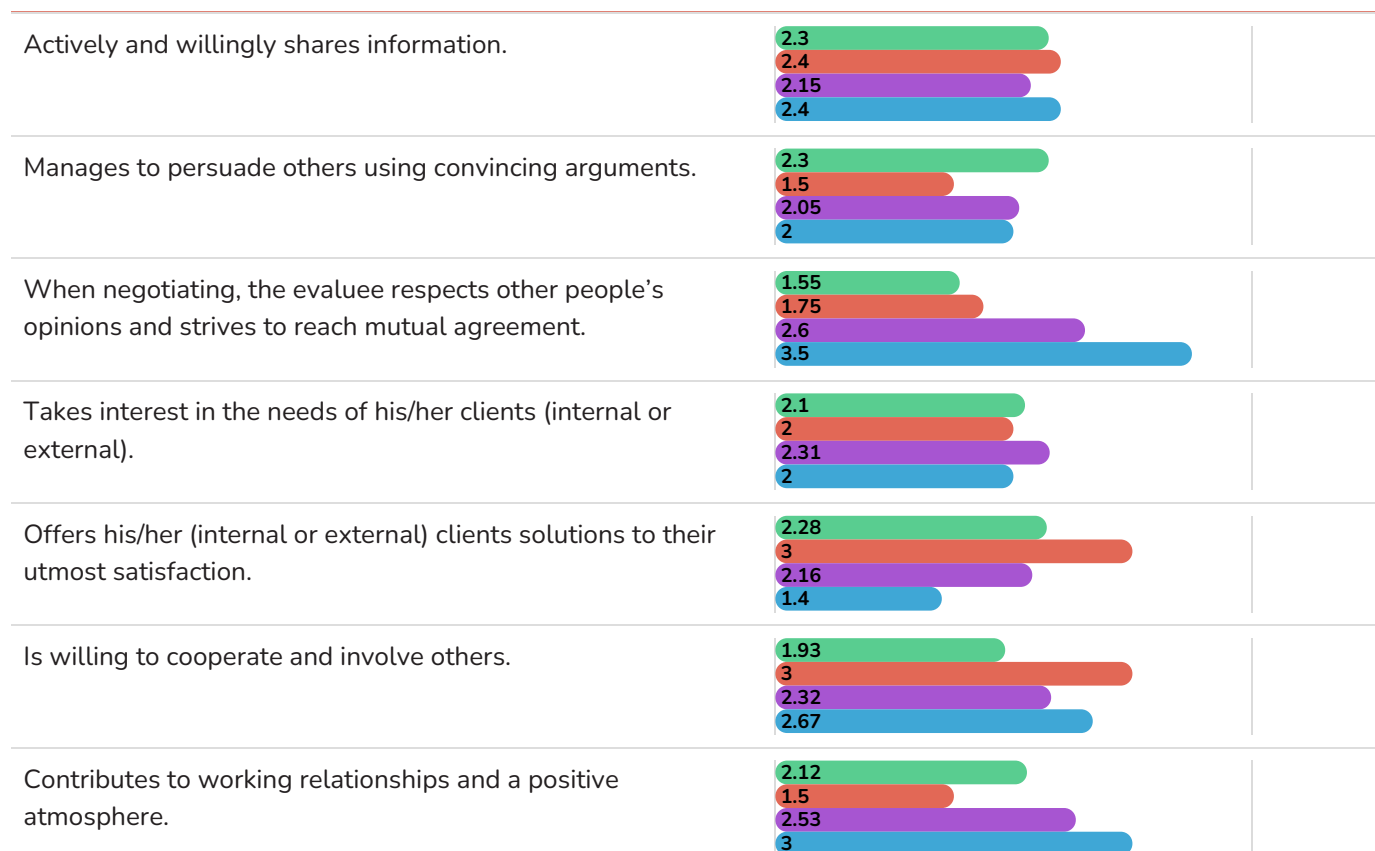 Actively and willingly shares information.
2.3
2.4
2.15
2.4
Manages to persuade others using convincing arguments.
2.3
1.5
2.05
2
When negotiating, the evaluee respects other people’s
opinions and strives to reach mutual agreement.
1.55
1.75
2.6
3.5
Takes interest in the needs of his/her clients (internal or
external).
2.1
2
2.31
2
Offers his/her (internal or external) clients solutions to their
utmost satisfaction.
2.28
3
2.16
1.4
Is willing to cooperate and involve others.
1.93
3
2.32
2.67
Contributes to working relationships and a positive
atmosphere.
2.12
1.5
2.53
3